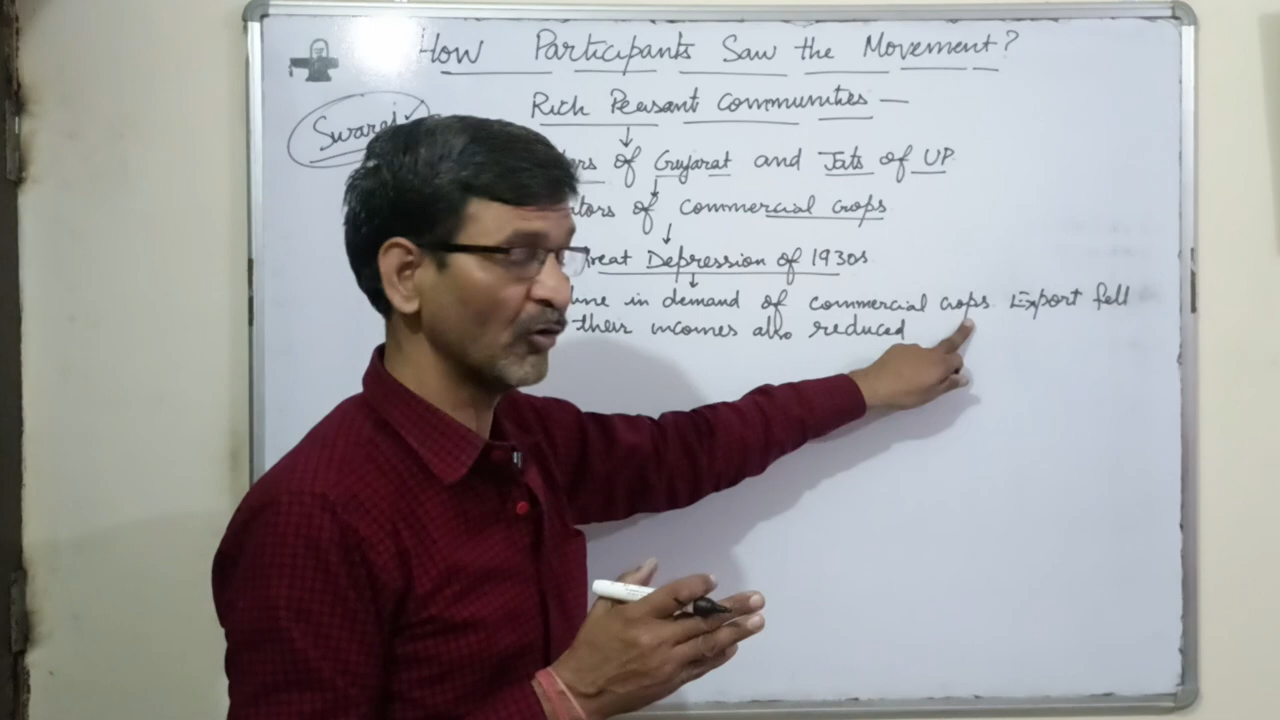 How Participants Saw the Movement?
Swaraj
Rich Peasant Communities —
of Gujarat and Jats of UP
of commercial crops
Depression of 1930s
in demand of commercial crops Export fell
their incomes also reduced